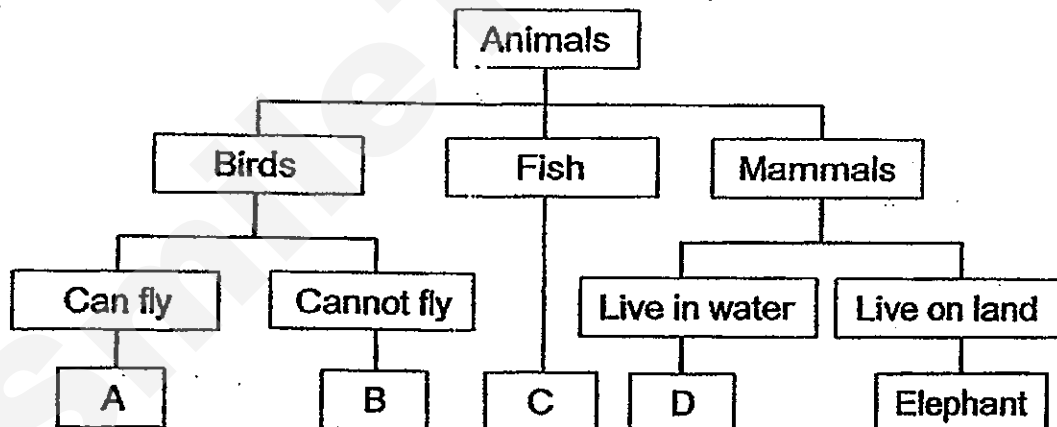 Animals
Birds Fish Mammals
Can fly Cannot fly Live in water Live on land
A B C D Elephant